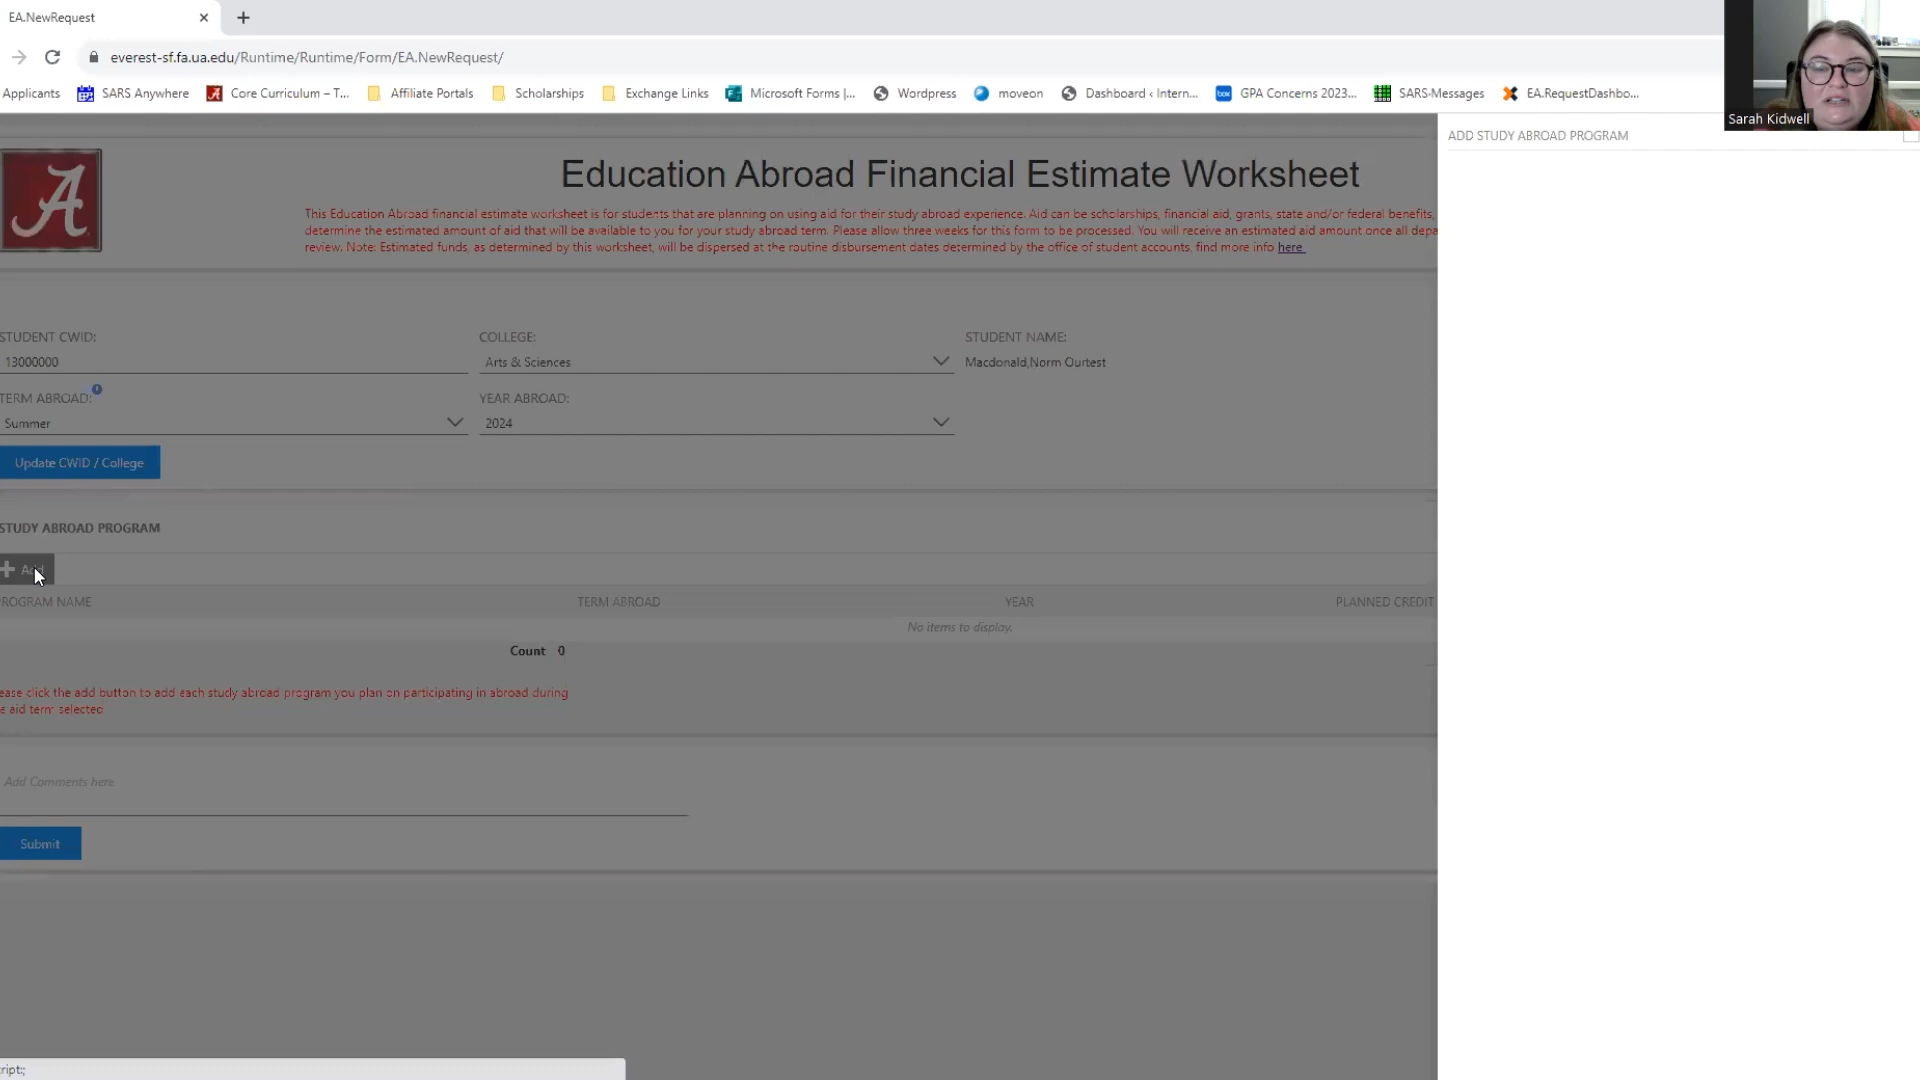 EA.NewRequest
everest-sf.fa.ua.edu/Runtime/Runtime/Form/EA.NewRequest/
Applicants SARS Anywhere Core Curriculum – T... Affiliate Portals Scholarships Exchange Links Microsoft Forms |... Wordpress moveon Dashboard ‹ Intern... GPA Concerns 2023... SARS-Messages EA.RequestDashbo...
Sarah Kidwell
ADD STUDY ABROAD PROGRAM
A
Education Abroad Financial Estimate Worksheet
This Education Abroad financial estimate worksheet is for students that are planning on using aid for their study abroad experience. Aid can be scholarships, financial aid, grants, state and/or federal benefits,
determine the estimated amount of aid that will be available to you for your study abroad term. Please allow three weeks for this form to be processed. You will receive an estimated aid amount once all depa
review. Note: Estimated funds, as determined by this worksheet, will be dispersed at the routine disbursement dates determined by the office of student accounts, find more info here.
STUDENT CWID: COLLEGE: STUDENT NAME:
13000000 Arts & Sciences Macdonald,Norm Ourtest
TERM ABROAD: YEAR ABROAD:
Summer 2024
Update CWID / College
STUDY ABROAD PROGRAM
Add
PROGRAM NAME TERM ABROAD YEAR PLANNED CREDIT
No items to display.
Count 0
ease click the add button to add each study abroad program you plan on participating in abroad during
e aid term selected
Add Comments here
Submit
ript:;